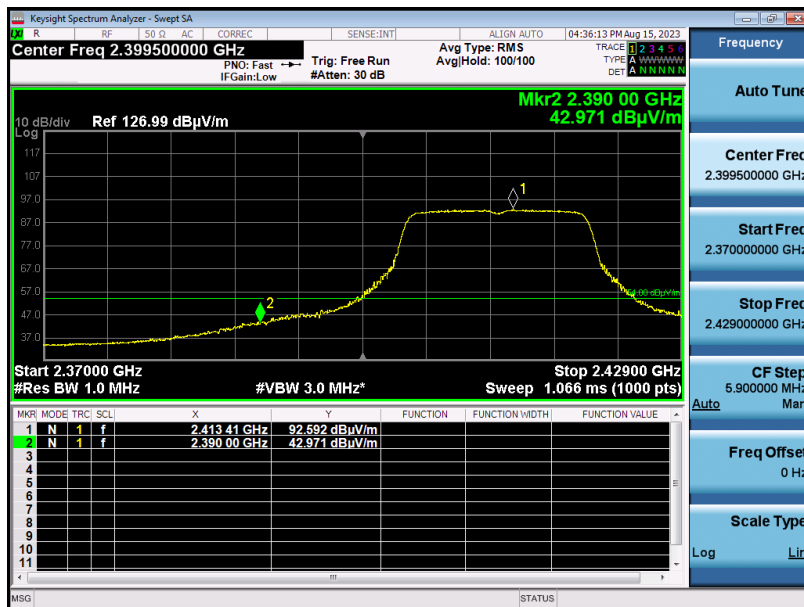 Keysight Spectrum Analyzer - Swept SA
LXI R RF 50 Ω AC CORREC SENSE:INT ALIGN AUTO 04:36:13 PM Aug 15, 2023
Center Freq 2.399500000 GHz
PNO: Fast
IFGain:Low
Trig: Free Run
#Atten: 30 dB
Avg Type: RMS
Avg|Hold: 100/100
TRACE 1 2 3 4 5 6
TYPE A WWWWW
DET A N N N N N
Mkr2 2.390 00 GHz
42.971 dBµV/m
10 dB/div
Log
Ref 126.99 dBµV/m
117
107
97.0
87.0
77.0
67.0
57.0
47.0
37.0
1
2
54.00 dBµV/m
Start 2.37000 GHz
Stop 2.42900 GHz
#Res BW 1.0 MHz
#VBW 3.0 MHz*
Sweep 1.066 ms (1000 pts)
MKR MODE TRC SCL X Y FUNCTION FUNCTION WIDTH FUNCTION VALUE
1 N 1 f 2.413 41 GHz 92.592 dBµV/m
2 N 1 f 2.390 00 GHz 42.971 dBµV/m
3
4
5
6
7
8
9
10
11
MSG
STATUS
Frequency
Auto Tune
Center Freq
2.399500000 GHz
Start Freq
2.370000000 GHz
Stop Freq
2.429000000 GHz
CF Step
5.900000 MHz
Auto Man
Freq Offset
0 Hz
Scale Type
Log Lin